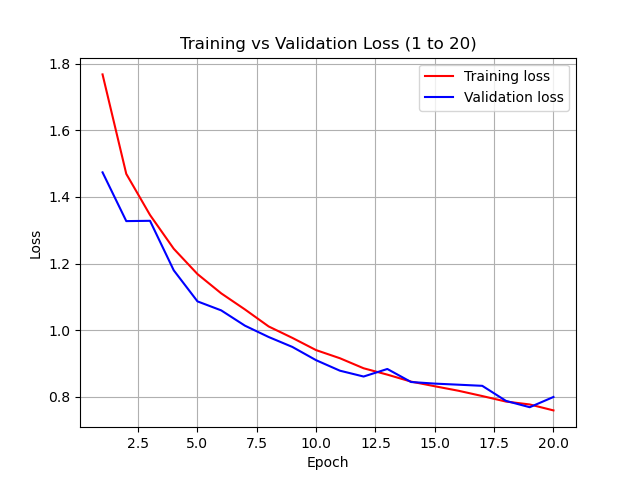 Training vs Validation Loss (1 to 20)
Training loss
Validation loss
Loss
1.8
1.6
1.4
1.2
1.0
0.8
2.5 5.0 7.5 10.0 12.5 15.0 17.5 20.0
Epoch